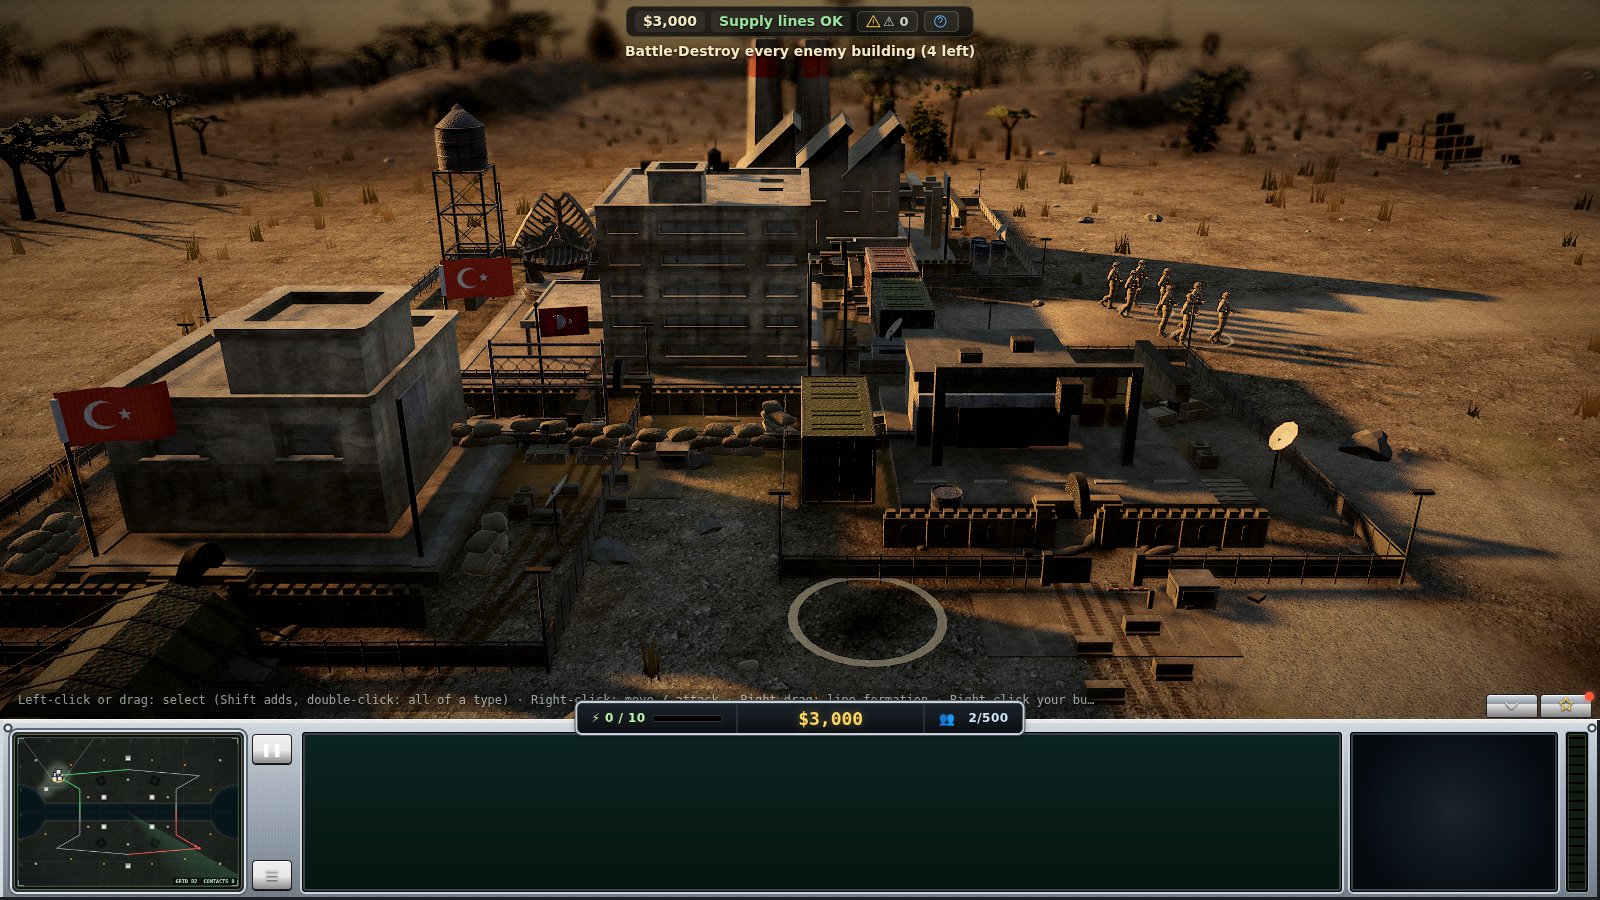 $3,000 Supply lines OK ⚠ 0
Battle·Destroy every enemy building (4 left)
Left-click or drag: select (Shift adds, double-click: all of a type) · Right-click: move / attack · Right-drag: line formation · Right-click your bu…
⚡ 0 / 10 $3,000 2/500